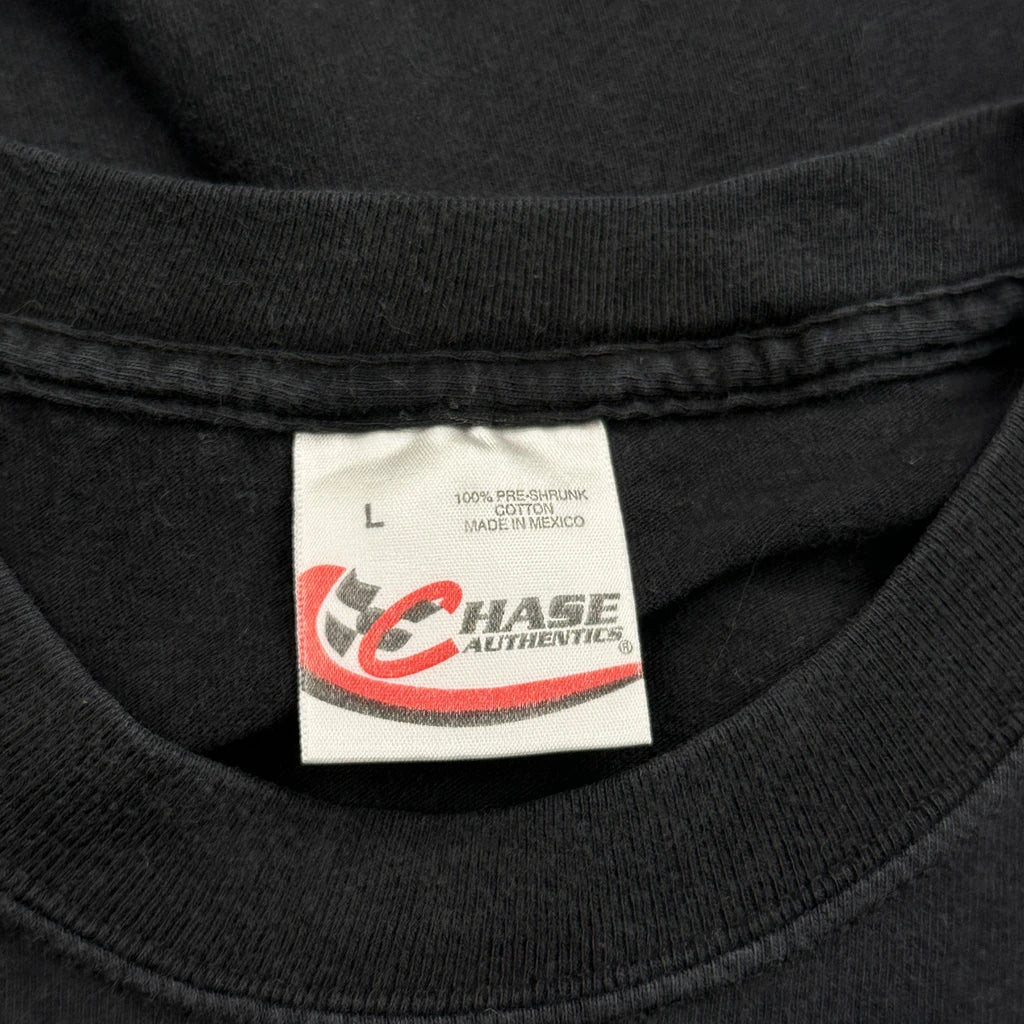 L
100% PRE-SHRUNK
COTTON
MADE IN MEXICO
CHASE
AUTHENTICS®